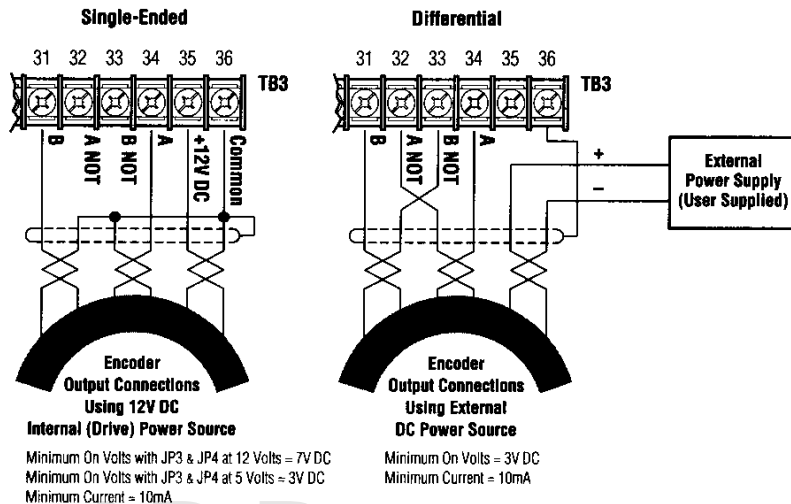 Single-Ended
31 32 33 34 35 36
TB3
B
A NOT
B NOT
A
+12V DC
Common
Encoder
Output Connections
Using 12V DC
Internal (Drive) Power Source
Minimum On Volts with JP3 & JP4 at 12 Volts = 7V DC
Minimum On Volts with JP3 & JP4 at 5 Volts = 3V DC
Minimum Current = 10mA
Differential
31 32 33 34 35 36
TB3
B
A NOT
B NOT
A
+
–
External
Power Supply
(User Supplied)
Encoder
Output Connections
Using External
DC Power Source
Minimum On Volts = 3V DC
Minimum Current = 10mA